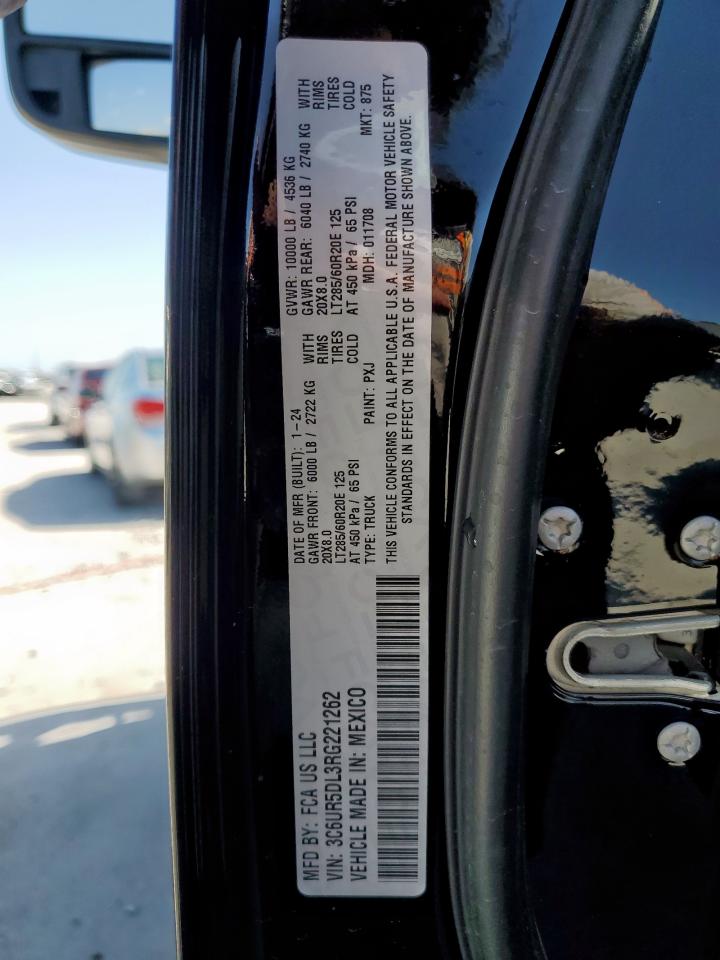 MFD BY: FCA US LLC
VIN: 3C6UR5DL3RG221262
VEHICLE MADE IN: MEXICO
DATE OF MFR (BUILT): 1-24 GVWR: 10000 LB / 4536 KG
GAWR FRONT: 6000 LB / 2722 KG WITH GAWR REAR: 6040 LB / 2740 KG WITH
20X8.0 RIMS 20X8.0 RIMS
LT285/60R20E 125 TIRES LT285/60R20E 125 TIRES
AT 450 kPa / 65 PSI COLD AT 450 kPa / 65 PSI COLD
TYPE: TRUCK PAINT: PXJ MDH: 011708 MKT: 875
THIS VEHICLE CONFORMS TO ALL APPLICABLE U.S.A. FEDERAL MOTOR VEHICLE SAFETY
STANDARDS IN EFFECT ON THE DATE OF MANUFACTURE SHOWN ABOVE.